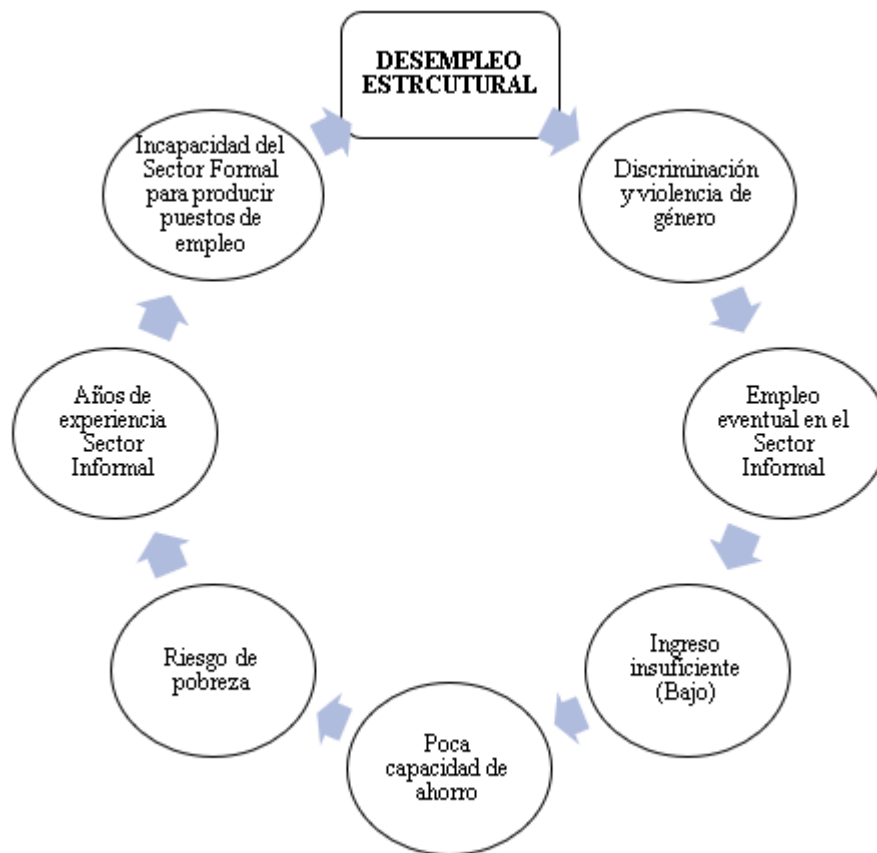 DESEMPLEO
ESTRCUTURAL
Discriminación
y violencia de
género
Empleo
eventual en el
Sector
Informal
Ingreso
insuficiente
(Bajo)
Poca
capacidad de
ahorro
Riesgo de
pobreza
Años de
experiencia
Sector
Informal
Incapacidad del
Sector Formal
para producir
puestos de
empleo